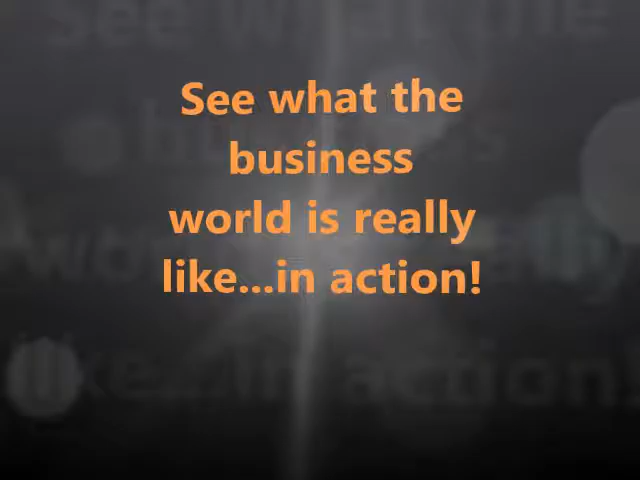 See what the
business
world is really
like...in action!